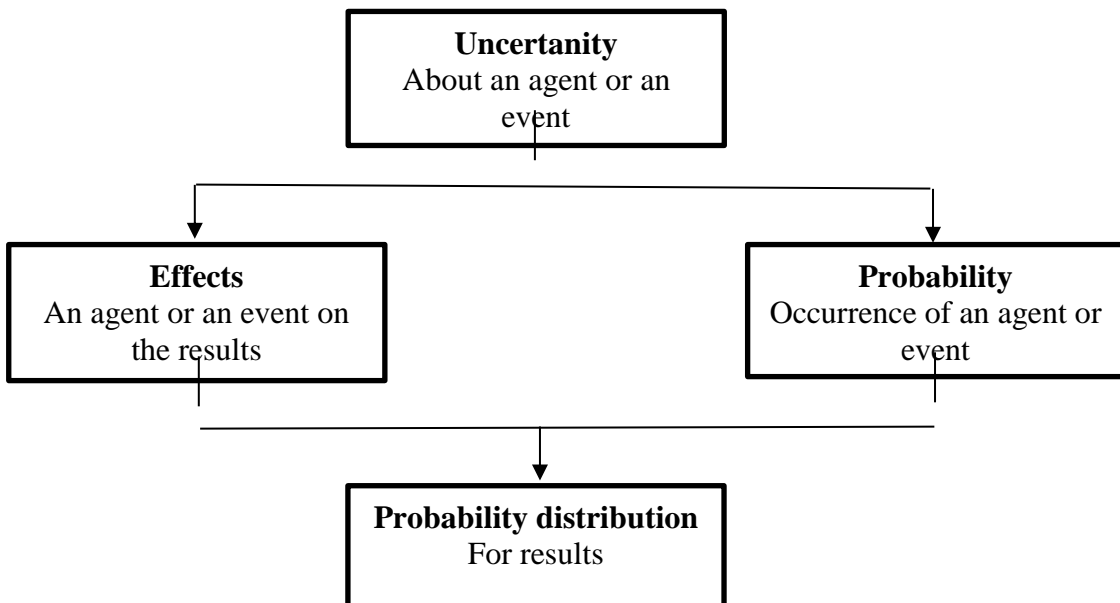 Uncertanity
About an agent or an
event
Effects
An agent or an event on
the results
Probability
Occurrence of an agent or
event
Probability distribution
For results